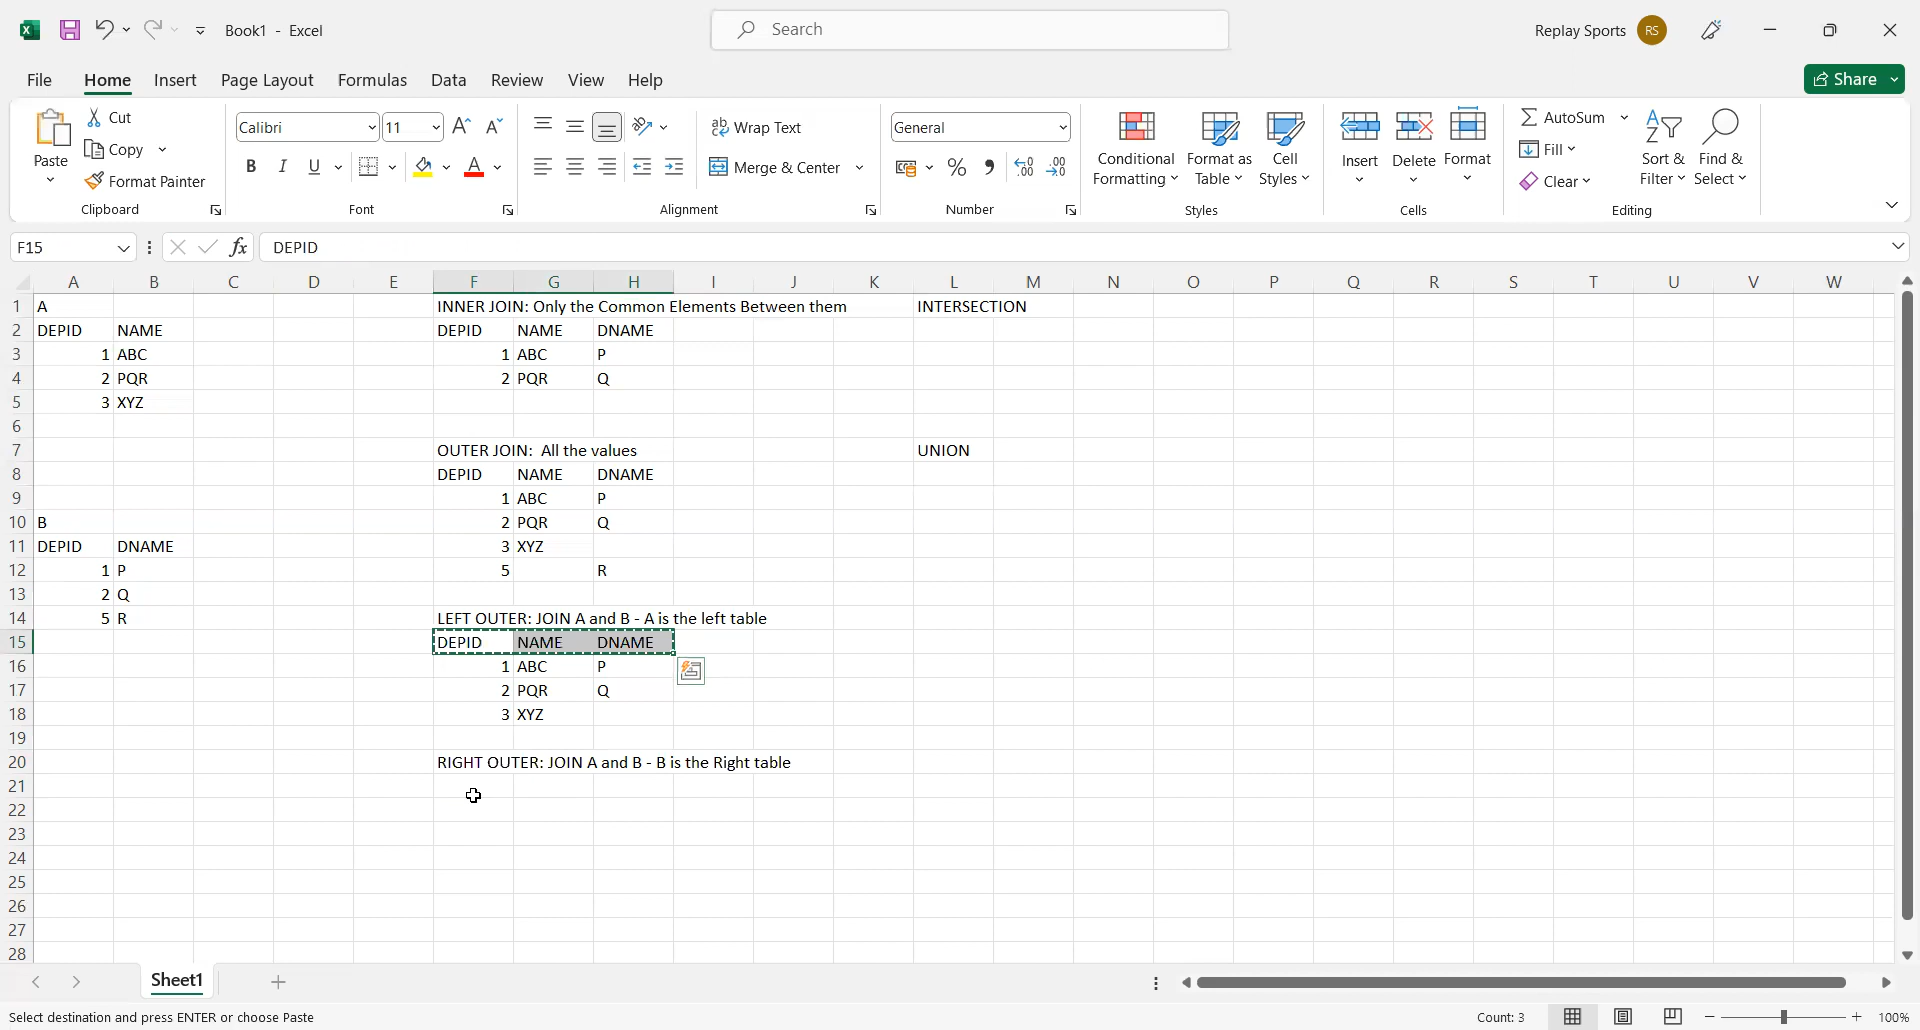 Book1 - Excel
Search
Replay Sports
RS
File
Home
Insert
Page Layout
Formulas
Data
Review
View
Help
Share
Paste
Cut
Copy
Format Painter
Clipboard
Calibri
11
B
I
U
Font
Wrap Text
Merge & Center
Alignment
General
%
Number
Conditional
Formatting
Format as
Table
Cell
Styles
Styles
Insert
Delete
Format
Cells
AutoSum
Fill
Clear
Sort &
Filter
Find &
Select
Editing
F15
fx
DEPID
A B C D E F G H I J K L M N O P Q R S T U V W
1 A INNER JOIN: Only the Common Elements Between them INTERSECTION
2 DEPID NAME DEPID NAME DNAME
3 1 ABC 1 ABC P
4 2 PQR 2 PQR Q
5 3 XYZ
6
7 OUTER JOIN: All the values UNION
8 DEPID NAME DNAME
9 1 ABC P
10 B 2 PQR Q
11 DEPID DNAME 3 XYZ
12 1 P 5 R
13 2 Q
14 5 R LEFT OUTER: JOIN A and B - A is the left table
15 DEPID NAME DNAME
16 1 ABC P
17 2 PQR Q
18 3 XYZ
19
20 RIGHT OUTER: JOIN A and B - B is the Right table
21
22
23
24
25
26
27
28
Sheet1
Select destination and press ENTER or choose Paste
Count: 3
100%